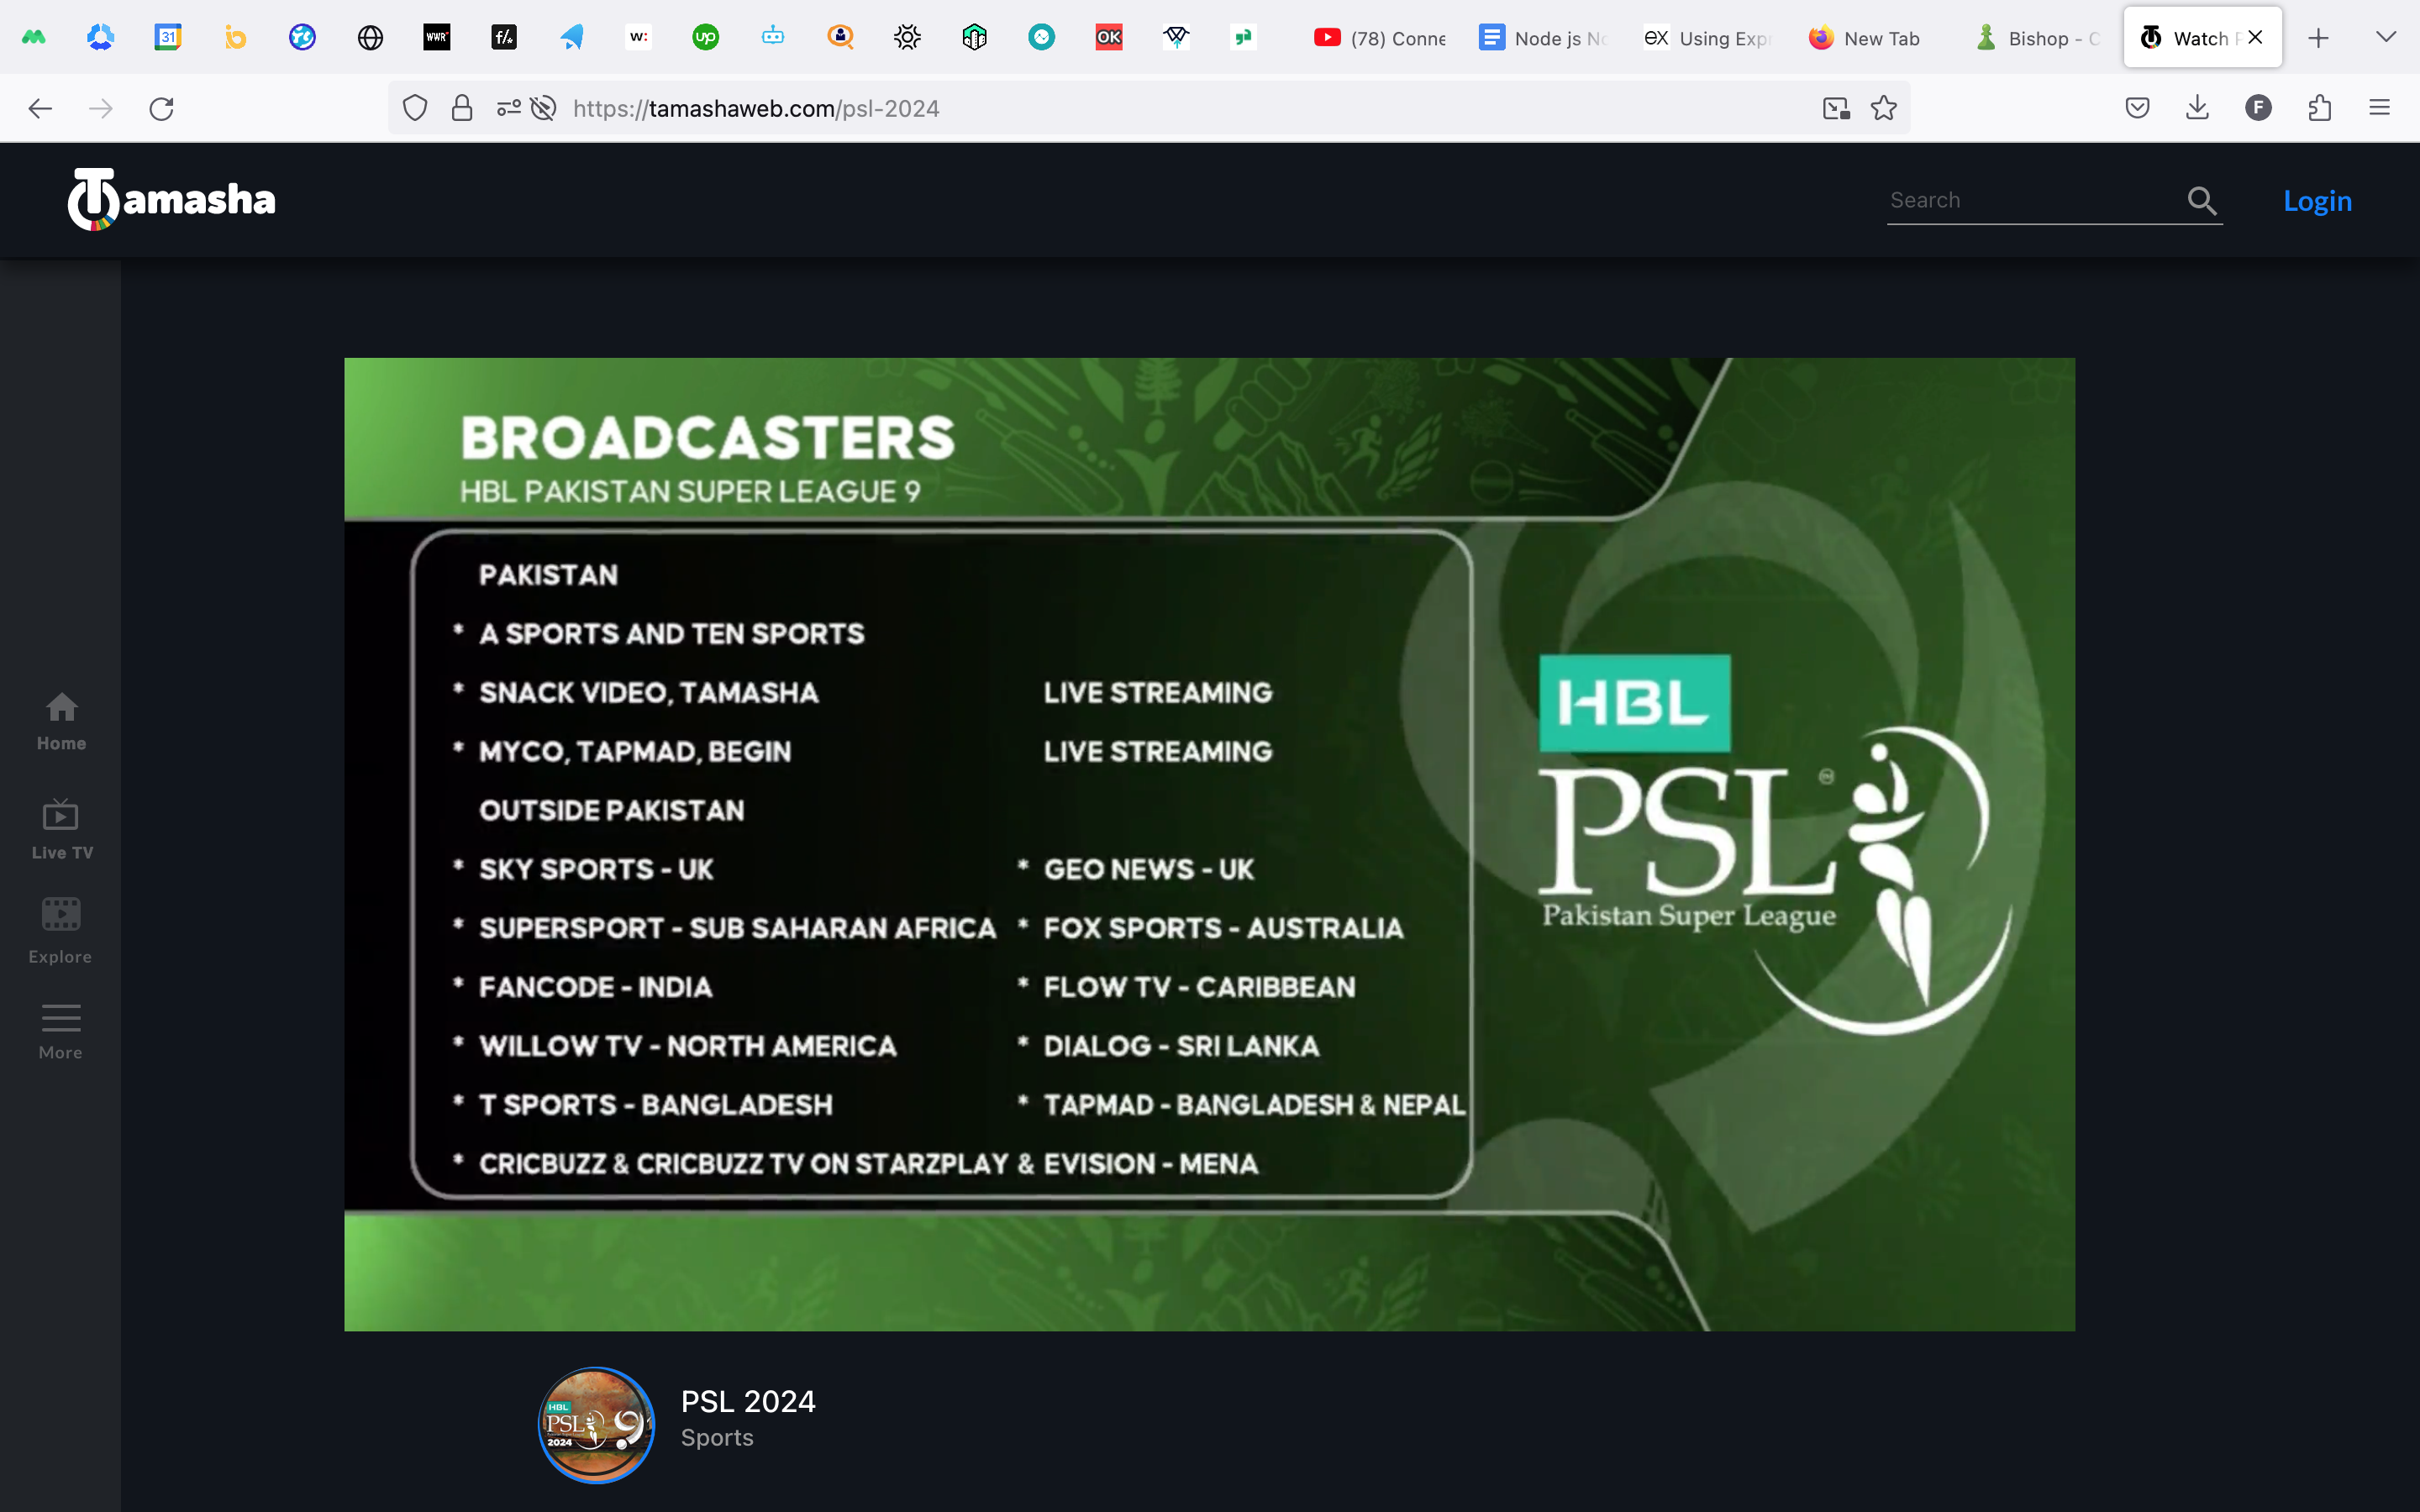 31
WWR
f/*
w:
up
OK
(78) Conne
Node js No
ex Using Expr
New Tab
Bishop - C
Watch P
https://tamashaweb.com/psl-2024
F
Tamasha
Search
Login
BROADCASTERS
HBL PAKISTAN SUPER LEAGUE 9
PAKISTAN
* A SPORTS AND TEN SPORTS
* SNACK VIDEO, TAMASHA LIVE STREAMING
* MYCO, TAPMAD, BEGIN LIVE STREAMING
OUTSIDE PAKISTAN
* SKY SPORTS - UK * GEO NEWS - UK
* SUPERSPORT - SUB SAHARAN AFRICA * FOX SPORTS - AUSTRALIA
* FANCODE - INDIA * FLOW TV - CARIBBEAN
* WILLOW TV - NORTH AMERICA * DIALOG - SRI LANKA
* T SPORTS - BANGLADESH * TAPMAD - BANGLADESH & NEPAL
* CRICBUZZ & CRICBUZZ TV ON STARZPLAY & EVISION - MENA
HBL
PSL
Pakistan Super League
Home
Live TV
Explore
More
HBL
PSL
2024
PSL 2024
Sports